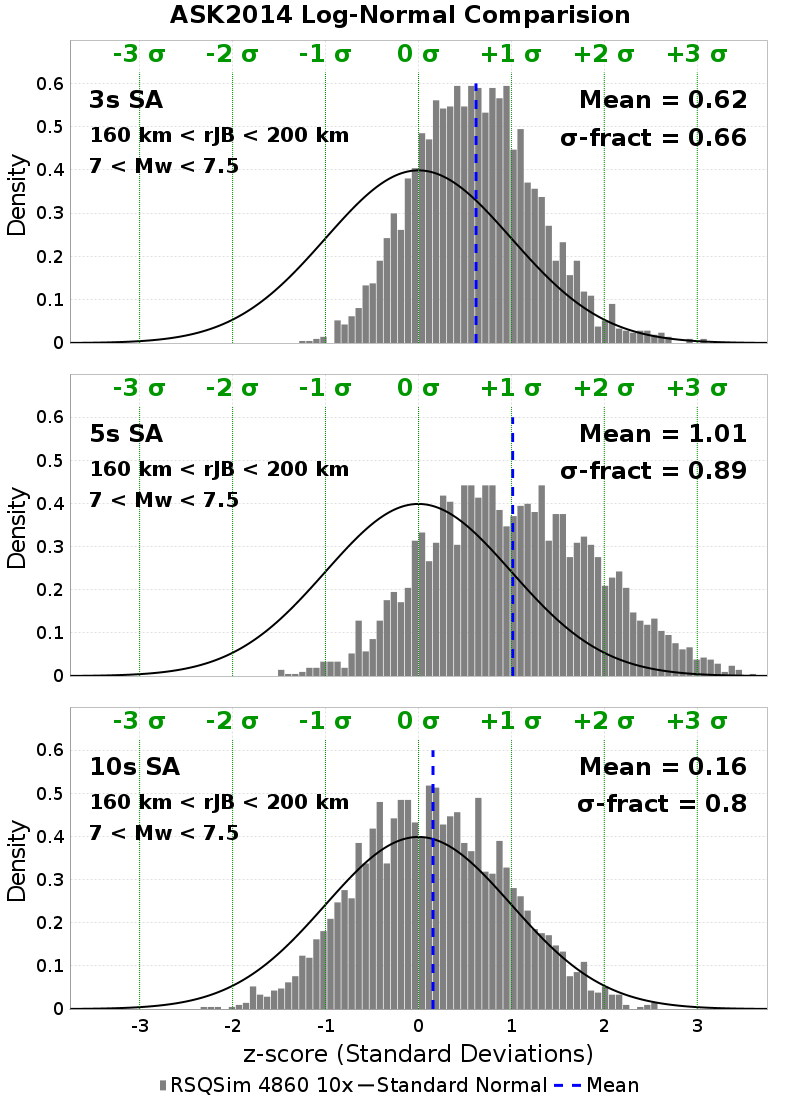 ASK2014 Log-Normal Comparision
-3 σ -2 σ -1 σ 0 σ +1 σ +2 σ +3 σ
0.6
3s SA
Mean = 0.62
0.5
160 km < rJB < 200 km
σ-fract = 0.66
0.4
7 < Mw < 7.5
0.3
0.2
0.1
0
Density
-3 σ -2 σ -1 σ 0 σ +1 σ +2 σ +3 σ
0.6
5s SA
Mean = 1.01
0.5
160 km < rJB < 200 km
σ-fract = 0.89
0.4
7 < Mw < 7.5
0.3
0.2
0.1
0
Density
-3 σ -2 σ -1 σ 0 σ +1 σ +2 σ +3 σ
0.6
10s SA
Mean = 0.16
0.5
160 km < rJB < 200 km
σ-fract = 0.8
0.4
7 < Mw < 7.5
0.3
0.2
0.1
0
Density
-3 -2 -1 0 1 2 3
z-score (Standard Deviations)
RSQSim 4860 10x Standard Normal Mean